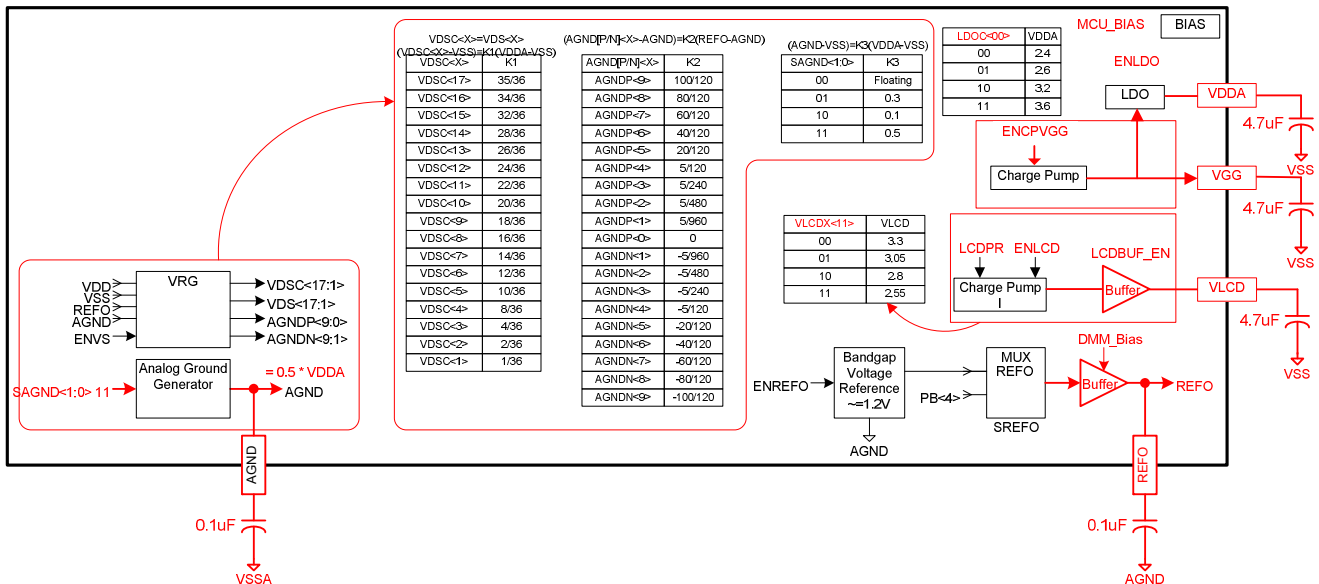 MCU_BIAS
BIAS
VDSC<X>=VDS<X>
(VDSC<X>-VSS)=K1(VDDA-VSS)
VDSC<X> K1
VDSC<17> 35/36
VDSC<16> 34/36
VDSC<15> 32/36
VDSC<14> 28/36
VDSC<13> 26/36
VDSC<12> 24/36
VDSC<11> 22/36
VDSC<10> 20/36
VDSC<9> 18/36
VDSC<8> 16/36
VDSC<7> 14/36
VDSC<6> 12/36
VDSC<5> 10/36
VDSC<4> 8/36
VDSC<3> 4/36
VDSC<2> 2/36
VDSC<1> 1/36
(AGND[P/N]<X>-AGND)=K2(REFO-AGND)
AGND[P/N]<X> K2
AGNDP<9> 100/120
AGNDP<8> 80/120
AGNDP<7> 60/120
AGNDP<6> 40/120
AGNDP<5> 20/120
AGNDP<4> 5/120
AGNDP<3> 5/240
AGNDP<2> 5/480
AGNDP<1> 5/960
AGNDP<0> 0
AGNDN<1> -5/960
AGNDN<2> -5/480
AGNDN<3> -5/240
AGNDN<4> -5/120
AGNDN<5> -20/120
AGNDN<6> -40/120
AGNDN<7> -60/120
AGNDN<8> -80/120
AGNDN<9> -100/120
(AGND-VSS)=K3(VDDA-VSS)
SAGND<1:0> K3
00 Floating
01 0.3
10 0.1
11 0.5
LDOC<00> VDDA
00 2.4
01 2.6
10 3.2
11 3.6
ENLDO
LDO
VDDA
4.7uF
VSS
ENCPVGG
Charge Pump
VGG
4.7uF
VSS
VLCDX<11> VLCD
00 3.3
01 3.05
10 2.8
11 2.55
LCDPR ENLCD
LCDBUF_EN
Charge Pump
I
Buffer
VLCD
4.7uF
VSS
VDD
VSS
REFO
AGND
ENVS
VRG
VDSC<17:1>
VDS<17:1>
AGNDP<9:0>
AGNDN<9:1>
SAGND<1:0> 11
Analog Ground
Generator
= 0.5 * VDDA
AGND
AGND
0.1uF
VSSA
ENREFO
Bandgap
Voltage
Reference
~=1.2V
AGND
PB<4>
MUX
REFO
SREFO
DMM_Bias
Buffer
REFO
REFO
0.1uF
AGND